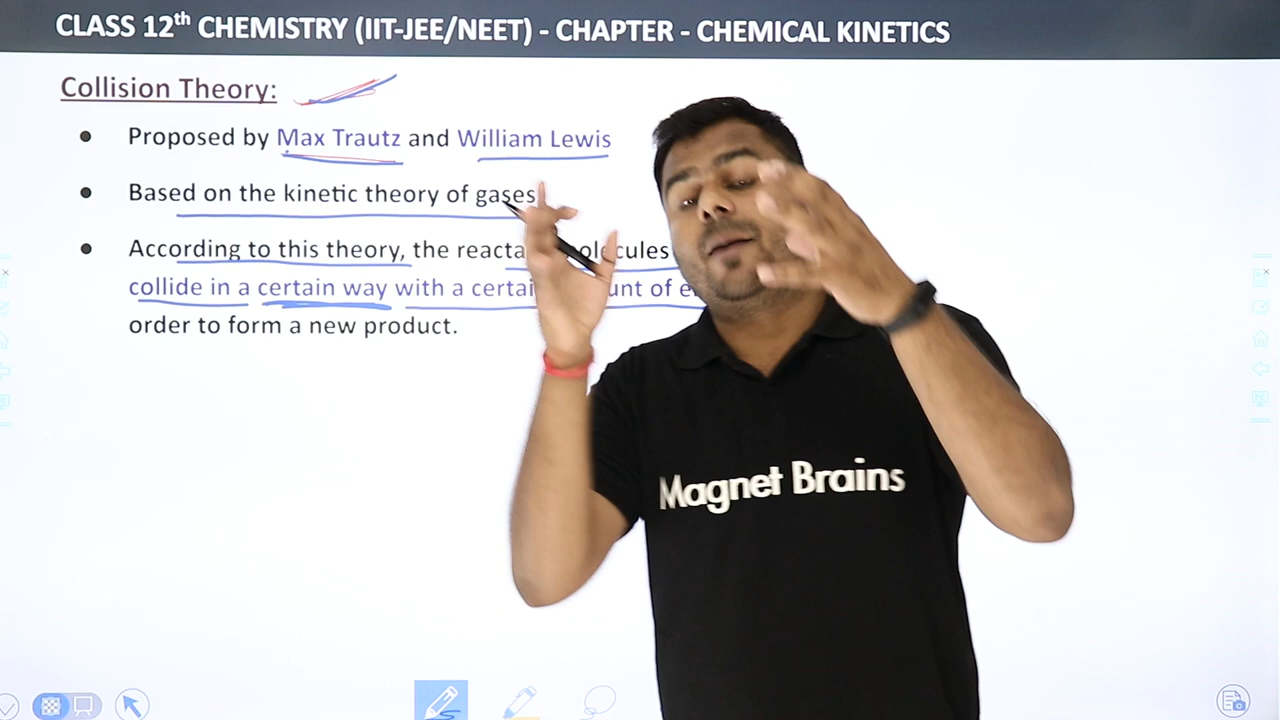 CLASS 12th CHEMISTRY (IIT-JEE/NEET) - CHAPTER - CHEMICAL KINETICS
Collision Theory:
• Proposed by Max Trautz and William Lewis
• Based on the kinetic theory of gases
• According to this theory, the reacta olecules
collide in a certain way with a certai unt of e
order to form a new product.
Magnet Brains